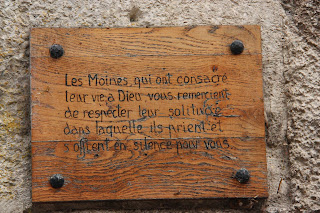 Les Moines, qui ont consacré
leur vie à Dieu vous remercient
de respecter leur solitude
dans laquelle ils prient et
s'offrent en silence pour vous.